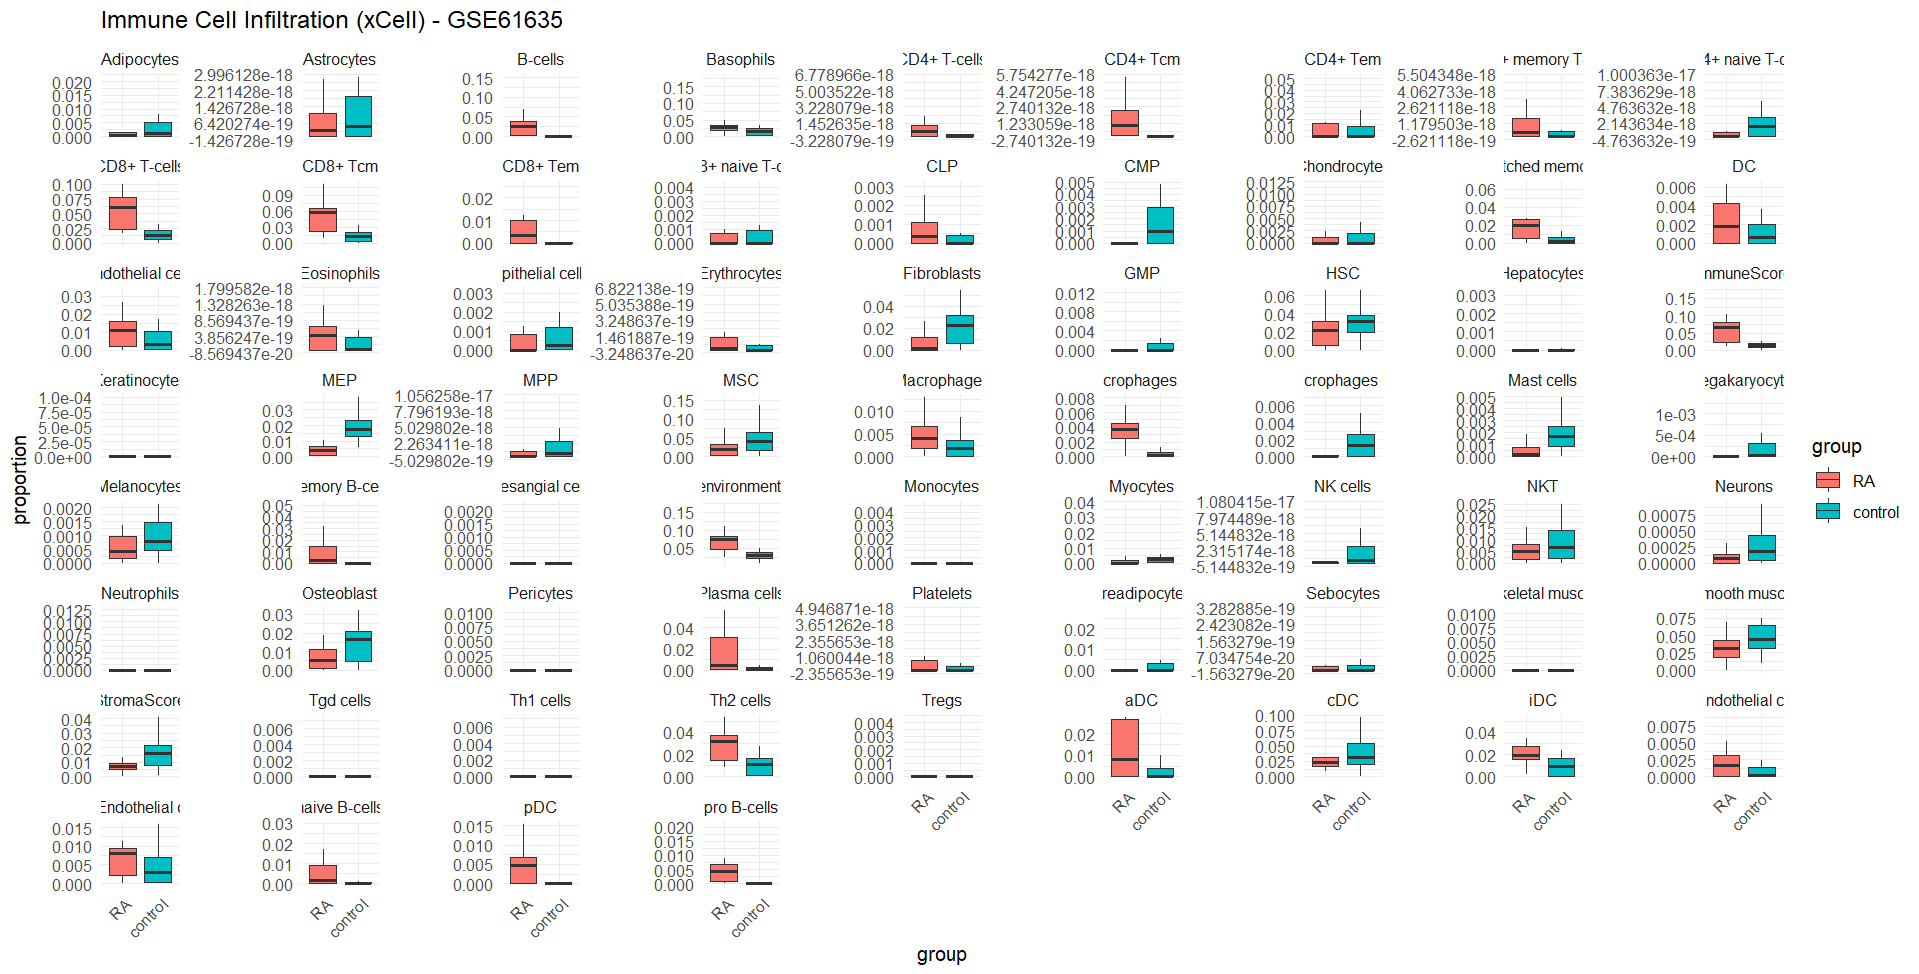 Immune Cell Infiltration (xCell) - GSE61635
Adipocytes Astrocytes B-cells Basophils CD4+ T-cells CD4+ Tcm CD4+ Tem + memory T- 4+ naive T-c
0.020 0.015 0.010 0.005 0.000
2.996128e-18 2.211428e-18 1.426728e-18 6.420274e-19 -1.426728e-19
0.15 0.10 0.05 0.00
0.15 0.10 0.05 0.00
6.778966e-18 5.003522e-18 3.228079e-18 1.452635e-18 -3.228079e-19
5.754277e-18 4.247205e-18 2.740132e-18 1.233059e-18 -2.740132e-19
0.05 0.04 0.03 0.02 0.01 0.00
5.504348e-18 4.062733e-18 2.621118e-18 1.179503e-18 -2.621118e-19
1.000363e-17 7.383629e-18 4.763632e-18 2.143634e-18 -4.763632e-19
CD8+ T-cells CD8+ Tcm CD8+ Tem 8+ naive T-c CLP CMP Chondrocyte tched memo DC
0.100 0.075 0.050 0.025 0.000
0.09 0.06 0.03 0.00
0.02 0.01 0.00
0.004 0.003 0.002 0.001 0.000
0.003 0.002 0.001 0.000
0.005 0.004 0.003 0.002 0.001 0.000
0.0125 0.0100 0.0075 0.0050 0.0025 0.0000
0.06 0.04 0.02 0.00
0.006 0.004 0.002 0.000
ndothelial ce Eosinophils pithelial cell Erythrocytes Fibroblasts GMP HSC Hepatocytes mmuneScore
0.03 0.02 0.01 0.00
1.799582e-18 1.328263e-18 8.569437e-19 3.856247e-19 -8.569437e-20
0.003 0.002 0.001 0.000
6.822138e-19 5.035388e-19 3.248637e-19 1.461887e-19 -3.248637e-20
0.04 0.02 0.00
0.012 0.008 0.004 0.000
0.06 0.04 0.02 0.00
0.003 0.002 0.001 0.000
0.15 0.10 0.05 0.00
Keratinocyte MEP MPP MSC Macrophage crophages crophages Mast cells egakaryocyt
1.0e-04 7.5e-05 5.0e-05 2.5e-05 0.0e+00
0.03 0.02 0.01 0.00
1.056258e-17 7.796193e-18 5.029802e-18 2.263411e-18 -5.029802e-19
0.15 0.10 0.05 0.00
0.010 0.005 0.000
0.008 0.006 0.004 0.002 0.000
0.006 0.004 0.002 0.000
0.005 0.004 0.003 0.002 0.001 0.000
1e-03 5e-04 0e+00
Melanocytes emory B-ce esangial ce environment Monocytes Myocytes NK cells NKT Neurons
0.0020 0.0015 0.0010 0.0005 0.0000
0.05 0.04 0.03 0.02 0.01 0.00
0.0020 0.0015 0.0010 0.0005 0.0000
0.15 0.10 0.05
0.004 0.003 0.002 0.001 0.000
0.04 0.03 0.02 0.01 0.00
1.080415e-17 7.974489e-18 5.144832e-18 2.315174e-18 -5.144832e-19
0.025 0.020 0.015 0.010 0.005 0.000
0.00075 0.00050 0.00025 0.00000
Neutrophils Osteoblast Pericytes Plasma cells Platelets readipocyte Sebocytes keletal musc mooth musc
0.0125 0.0100 0.0075 0.0050 0.0025 0.0000
0.03 0.02 0.01 0.00
0.0100 0.0075 0.0050 0.0025 0.0000
0.04 0.02 0.00
4.946871e-18 3.651262e-18 2.355653e-18 1.060044e-18 -2.355653e-19
0.02 0.01 0.00
3.282885e-19 2.423082e-19 1.563279e-19 7.034754e-20 -1.563279e-20
0.0100 0.0075 0.0050 0.0025 0.0000
0.075 0.050 0.025 0.000
StromaScore Tgd cells Th1 cells Th2 cells Tregs aDC cDC iDC ndothelial c
0.04 0.03 0.02 0.01 0.00
0.006 0.004 0.002 0.000
0.006 0.004 0.002 0.000
0.04 0.02 0.00
0.004 0.003 0.002 0.001 0.000
0.02 0.01 0.00
0.100 0.075 0.050 0.025 0.000
0.04 0.02 0.00
0.0075 0.0050 0.0025 0.0000
RA control RA control RA control RA control RA control
Endothelial c naive B-cells pDC pro B-cells
0.015 0.010 0.005 0.000
0.03 0.02 0.01 0.00
0.015 0.010 0.005 0.000
0.020 0.015 0.010 0.005 0.000
RA control RA control RA control RA control
proportion
group
group
RA
control